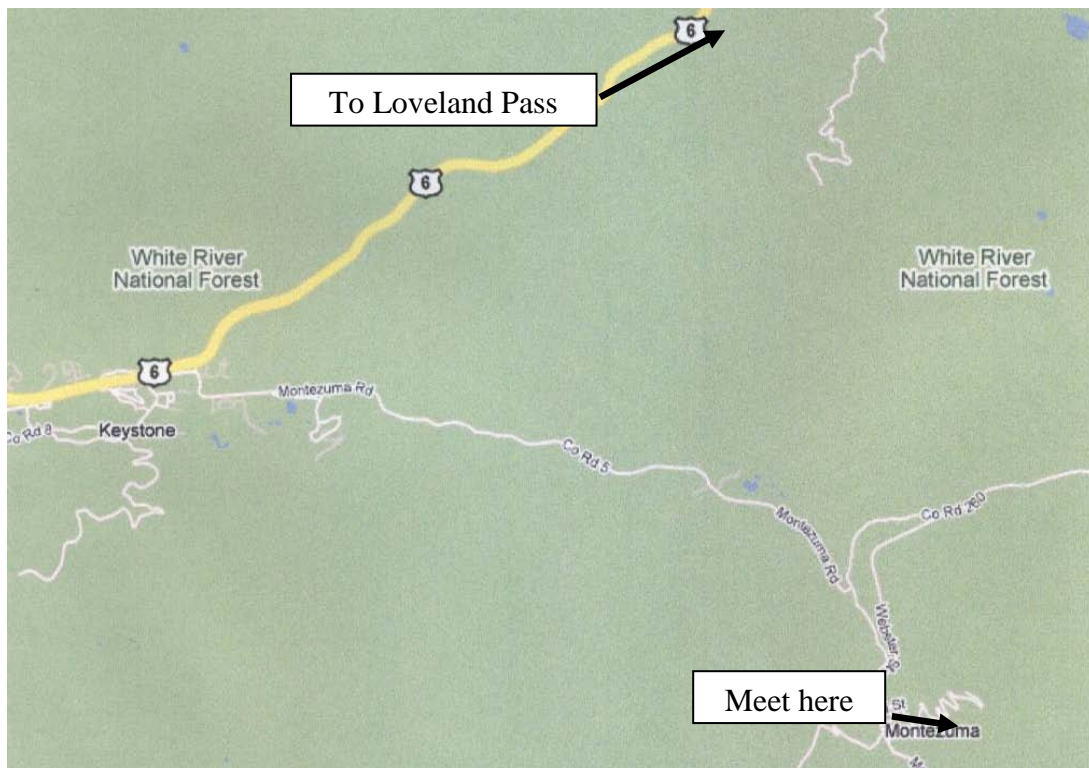 6
To Loveland Pass
6
White River
National Forest
White River
National Forest
6
Montezuma Rd
Keystone
Co Rd 8
Co Rd 5
Co Rd 260
Montezuma Rd
Webster St
Meet here
St
Montezuma